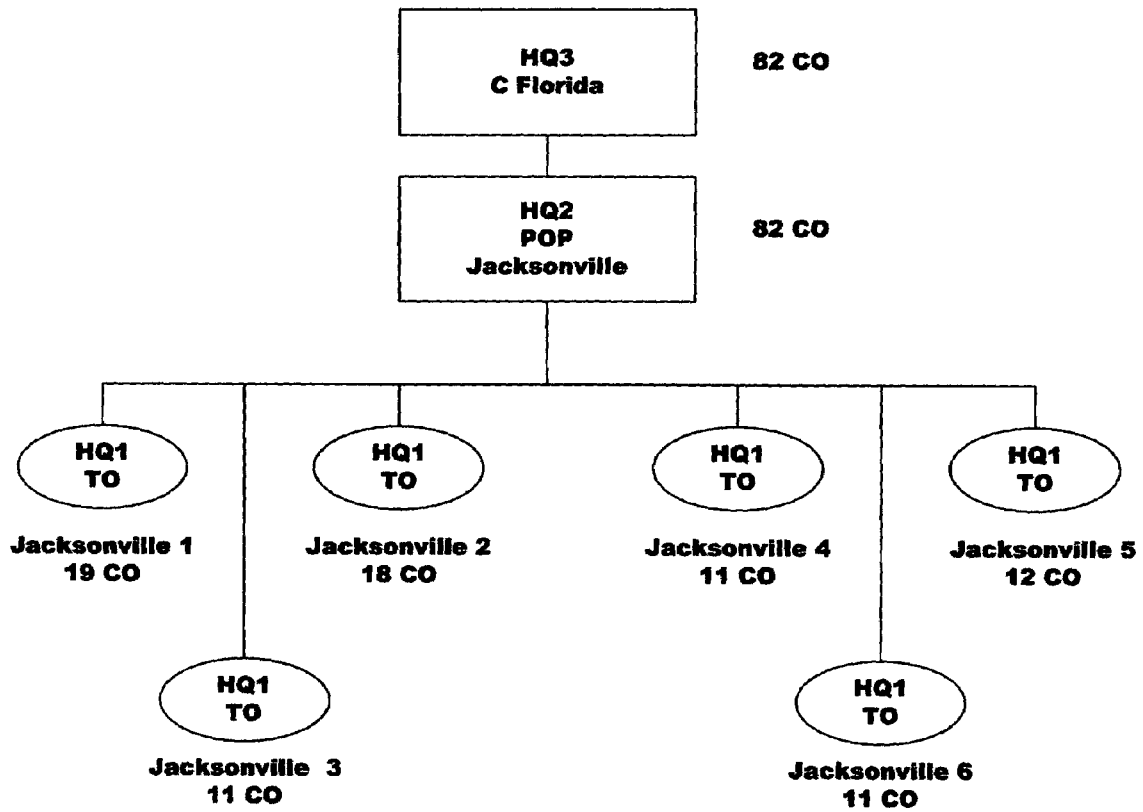 HQ3
C Florida
82 CO
HQ2
POP
Jacksonville
82 CO
HQ1
TO
Jacksonville 1
19 CO
HQ1
TO
Jacksonville 2
18 CO
HQ1
TO
Jacksonville 4
11 CO
HQ1
TO
Jacksonville 5
12 CO
HQ1
TO
Jacksonville 3
11 CO
HQ1
TO
Jacksonville 6
11 CO